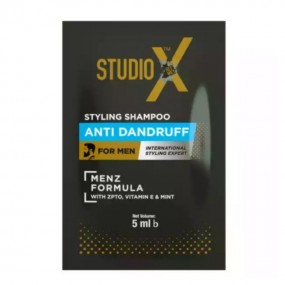 STUDIO X™
STYLING SHAMPOO
ANTI DANDRUFF
FOR MEN
INTERNATIONAL
STYLING EXPERT
MENZ
FORMULA
WITH ZPTO, VITAMIN E & MINT
Net Volume:
5 ml b